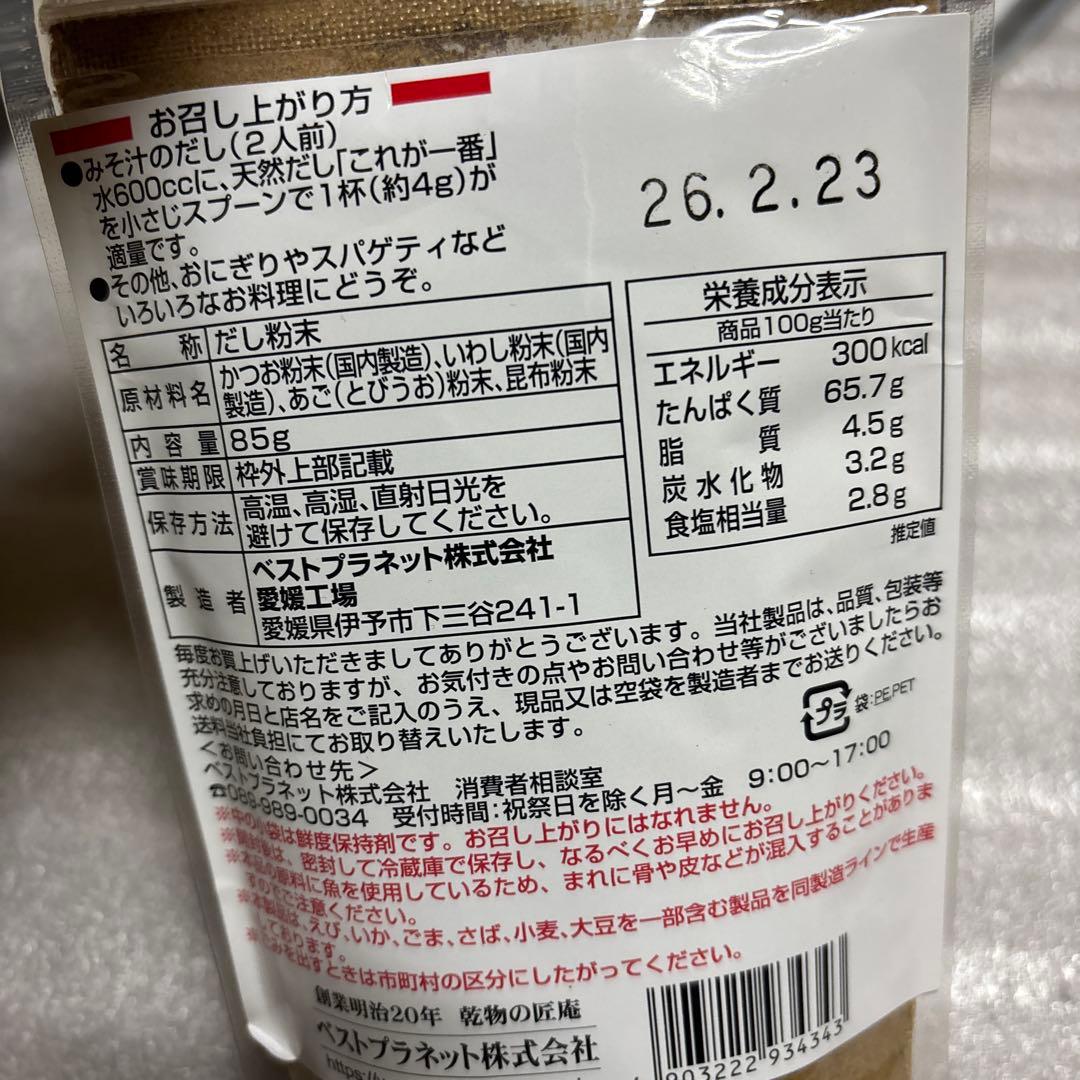 お召し上がり方
●みそ汁のだし(2人前)
水600ccに、天然だし「これが一番」
を小さじスプーンで1杯(約4g)が
適量です。
●その他、おにぎりやスパゲティなど
いろいろなお料理にどうぞ。
26.2.23
名称 だし粉末
原材料名 かつお粉末(国内製造)、いわし粉末(国内
製造)、あご(とびうお)粉末、昆布粉末
内容量 85g
賞味期限 枠外上部記載
保存方法 高温、高湿、直射日光を
避けて保存してください。
製造者 ベストプラネット株式会社
愛媛工場
愛媛県伊予市下三谷241-1
栄養成分表示
商品100g当たり
エネルギー 300kcal
たんぱく質 65.7g
脂質 4.5g
炭水化物 3.2g
食塩相当量 2.8g
推定値
毎度お買上げいただきましてありがとうございます。当社製品は、品質、包装等
充分注意しておりますが、お気付きの点やお問い合わせ等がございましたらお
求めの月日と店名をご記入のうえ、現品又は空袋を製造者までお送りください。
送料当社負担にてお取り替えいたします。
プラ 袋:PE,PET
<お問い合わせ先>
ベストプラネット株式会社 消費者相談室
☎089-989-0034 受付時間:祝祭日を除く月〜金 9:00〜17:00
※中の小袋は鮮度保持剤です。お召し上がりにはなれません。
※開封後は、密封して冷蔵庫で保存し、なるべくお早めにお召し上がりください。
※本品の原料に魚を使用しているため、まれに骨や皮などが混入することがありま
すのでご注意ください。
※本製品は、えび、いか、ごま、さば、小麦、大豆を一部含む製品を同製造ラインで生産
しております。
※ごみを出すときは市町村の区分にしたがってください。
創業明治20年 乾物の匠庵
ベストプラネット株式会社
903222 934343